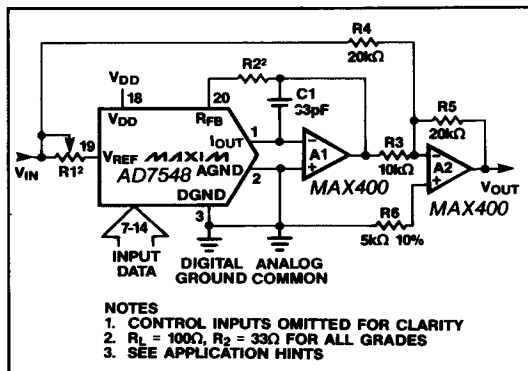 R4
20kΩ
VDD
18
20
R2²
C1
33pF
R5
20kΩ
VDD
RFB
IOUT
1
VIN
R1²
19
VREF
MAXIM
AD7548
AGND
2
DGND
3
A1
MAX400
R3
10kΩ
A2
MAX400
VOUT
R6
5kΩ 10%
7-14
INPUT
DATA
DIGITAL ANALOG
GROUND COMMON
NOTES
1. CONTROL INPUTS OMITTED FOR CLARITY
2. RL = 100Ω, R2 = 33Ω FOR ALL GRADES
3. SEE APPLICATION HINTS